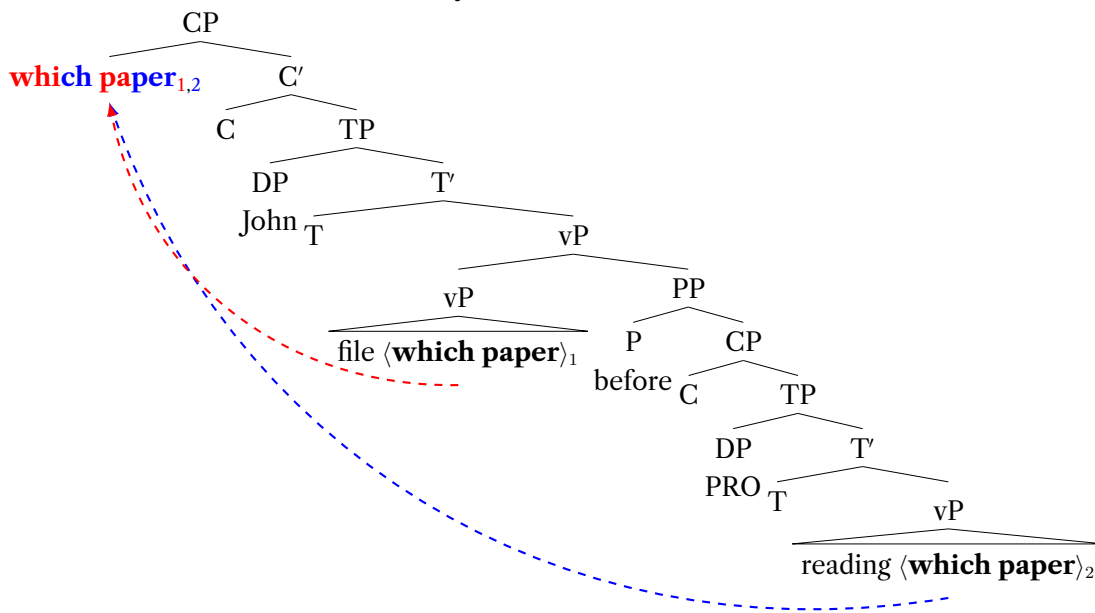 CP
which paper1,2
C′
C
TP
DP
T′
John
T
vP
vP
PP
file ⟨which paper⟩1
P
CP
before
C
TP
DP
T′
PRO
T
vP
reading ⟨which paper⟩2